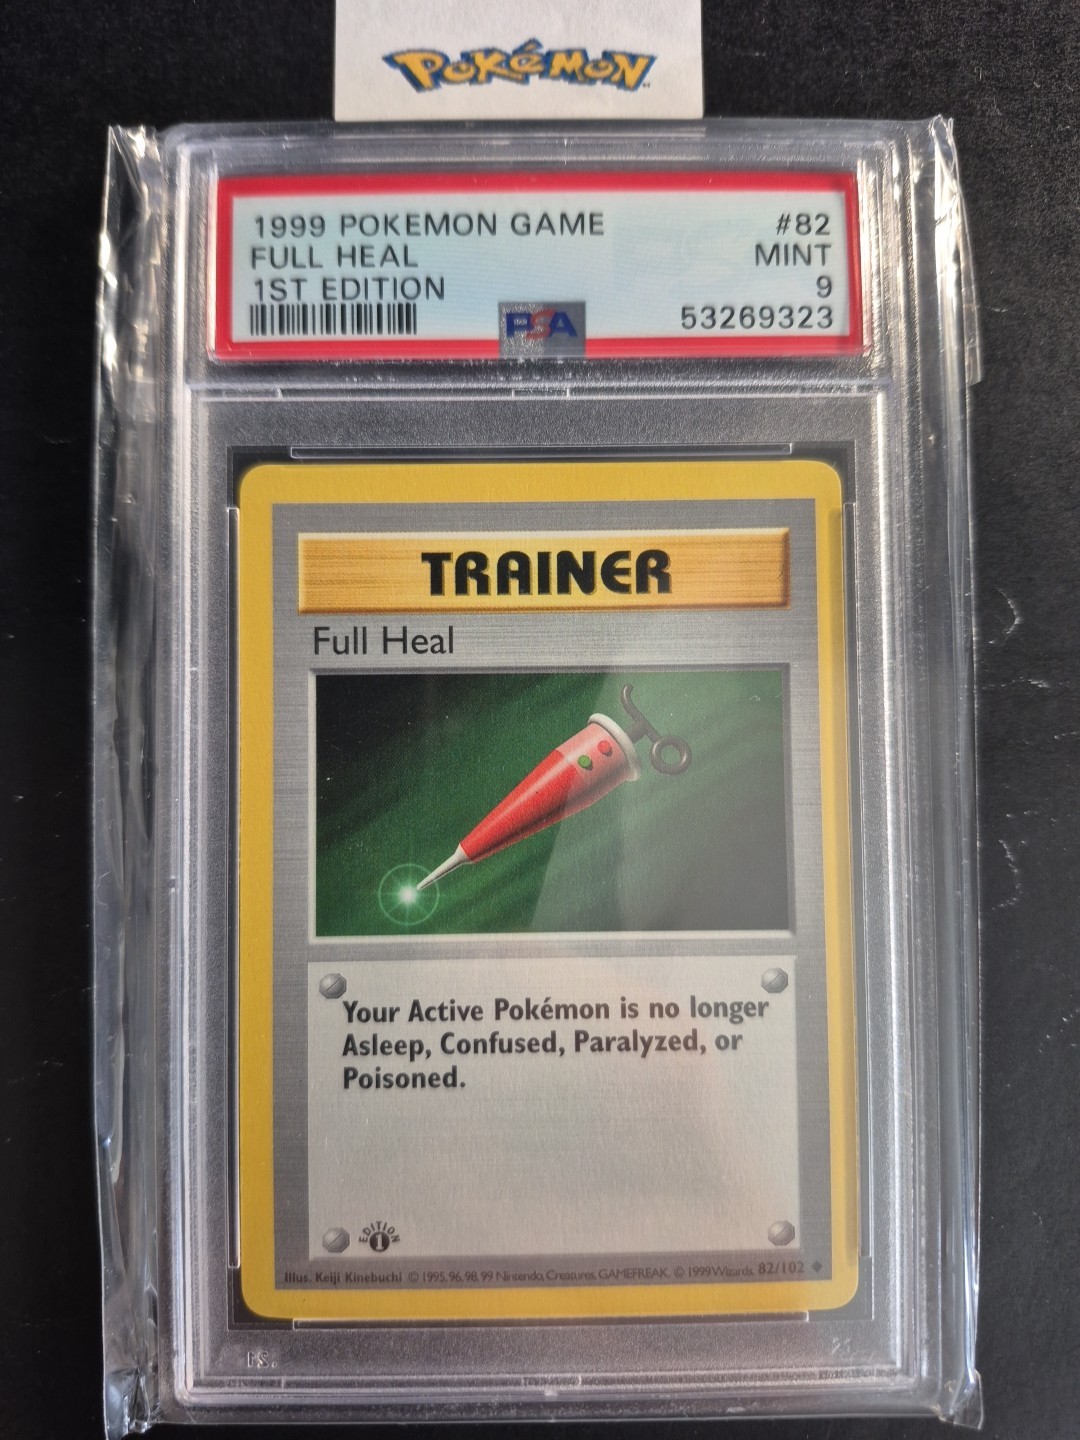 POKéMON
1999 POKEMON GAME #82
FULL HEAL MINT
1ST EDITION 9
PSA 53269323
TRAINER
Full Heal
Your Active Pokémon is no longer
Asleep, Confused, Paralyzed, or
Poisoned.
EDITION 1
Illus. Keiji Kinebuchi © 1995, 96, 98, 99 Nintendo, Creatures, GAMEFREAK. © 1999 Wizards. 82/102